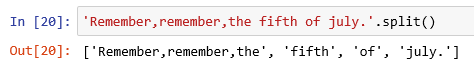 In [20]: 'Remember,remember,the fifth of july.'.split()
Out[20]: ['Remember,remember,the', 'fifth', 'of', 'july.']